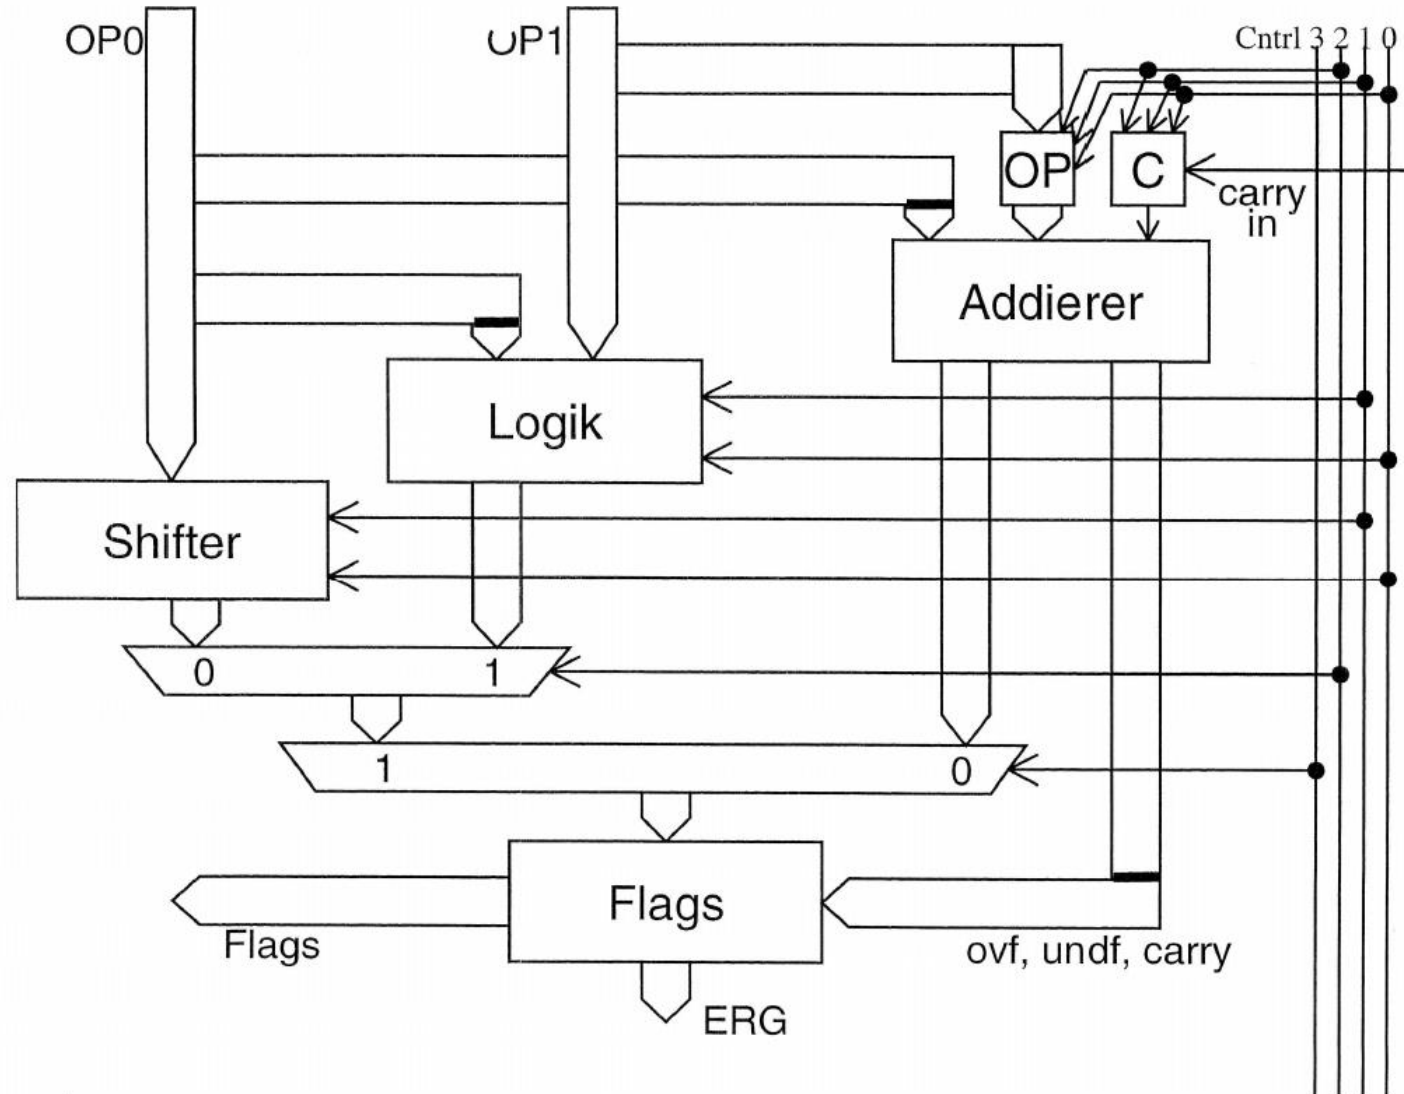 OP0
OP1
Cntrl 3 2 1 0
OP
C
carry
in
Addierer
Logik
Shifter
0
1
1
0
Flags
Flags
ovf, undf, carry
ERG